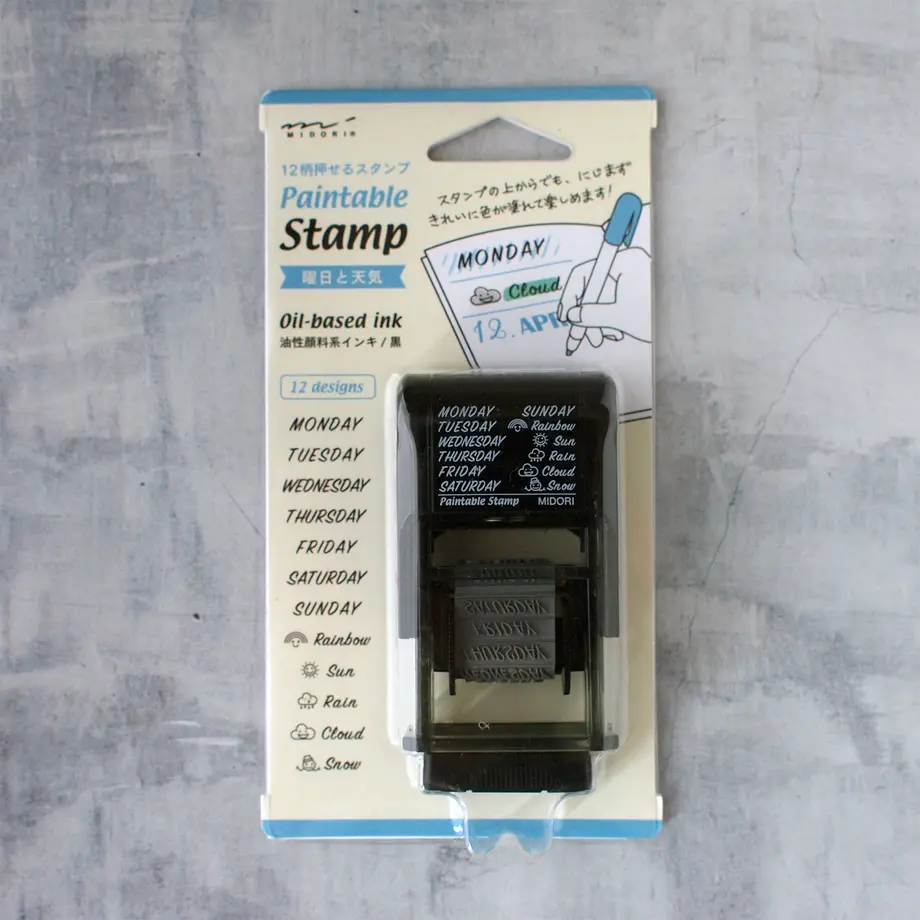 MIDORI
12柄押せるスタンプ
Paintable
Stamp
曜日と天気
Oil-based ink
油性顔料系インキ/黒
12 designs
MONDAY
TUESDAY
WEDNESDAY
THURSDAY
FRIDAY
SATURDAY
SUNDAY
Rainbow
Sun
Rain
Cloud
Snow
スタンプの上からでも、にじまず
きれいに色が塗れて楽しめます!
MONDAY
Cloud
12. APR
MONDAY SUNDAY
TUESDAY Rainbow
WEDNESDAY Sun
THURSDAY Rain
FRIDAY Cloud
SATURDAY Snow
Paintable Stamp MIDORI
SATURDAY
FRIDAY
THURSDAY
WEDNESDAY